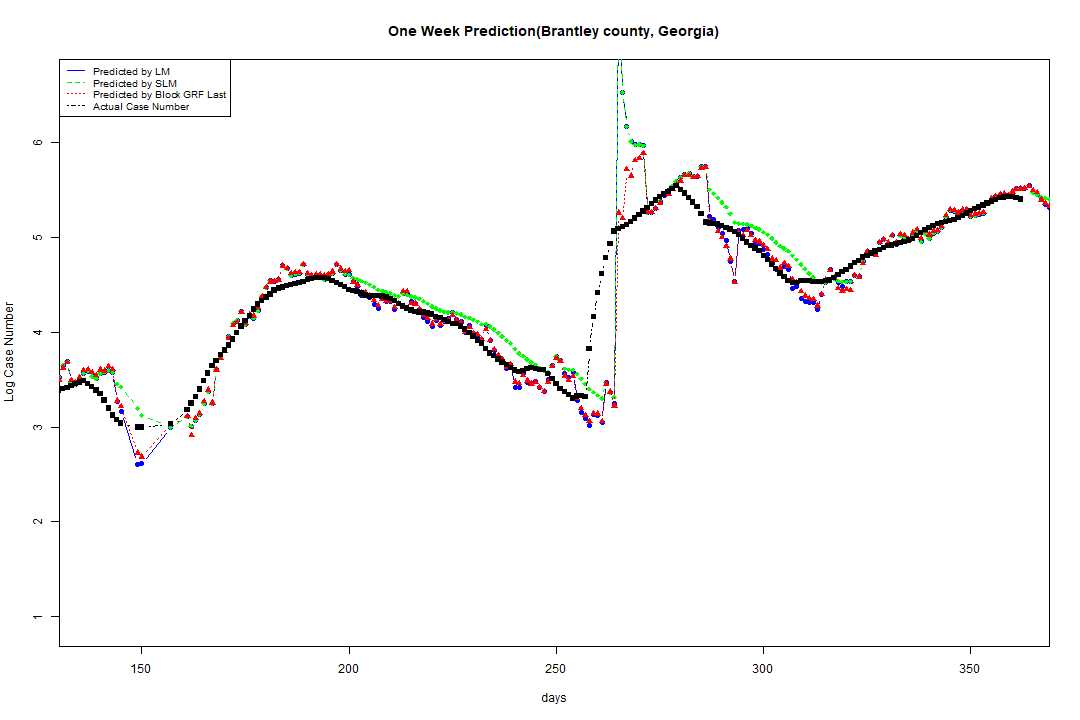 One Week Prediction(Brantley county, Georgia)
Predicted by LM
Predicted by SLM
Predicted by Block GRF Last
Actual Case Number
6
5
4
3
2
1
Log Case Number
150 200 250 300 350
days